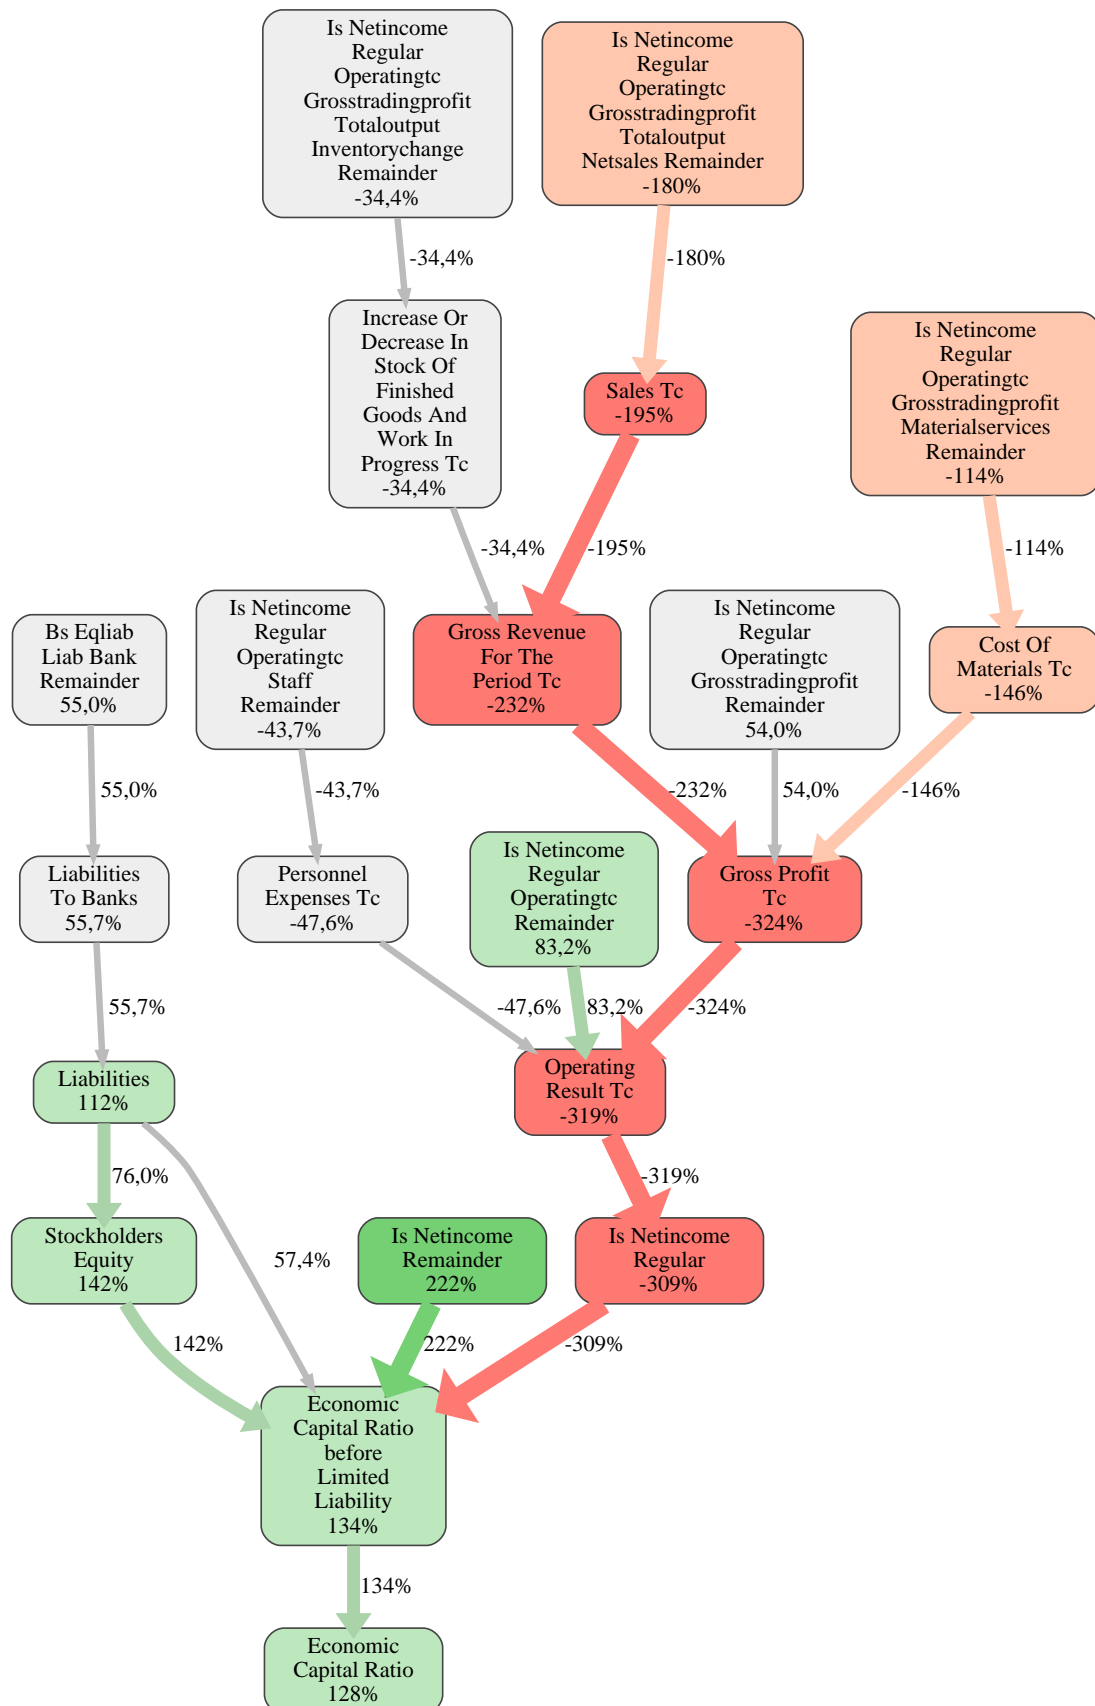 Is Netincome
Regular
Operatingtc
Grosstradingprofit
Totaloutput
Inventorychange
Remainder
-34,4%
Is Netincome
Regular
Operatingtc
Grosstradingprofit
Totaloutput
Netsales Remainder
-180%
-34,4%
-180%
Increase Or
Decrease In
Stock Of
Finished
Goods And
Work In
Progress Tc
-34,4%
Sales Tc
-195%
Is Netincome
Regular
Operatingtc
Grosstradingprofit
Materialservices
Remainder
-114%
-34,4%
-195%
-114%
Bs Eqliab
Liab Bank
Remainder
55,0%
Is Netincome
Regular
Operatingtc
Staff
Remainder
-43,7%
Gross Revenue
For The
Period Tc
-232%
Is Netincome
Regular
Operatingtc
Grosstradingprofit
Remainder
54,0%
Cost Of
Materials Tc
-146%
55,0%
-43,7%
-232%
54,0%
-146%
Liabilities
To Banks
55,7%
Personnel
Expenses Tc
-47,6%
Is Netincome
Regular
Operatingtc
Remainder
83,2%
Gross Profit
Tc
-324%
55,7%
-47,6%
83,2%
-324%
Liabilities
112%
Operating
Result Tc
-319%
76,0%
57,4%
-319%
Stockholders
Equity
142%
Is Netincome
Remainder
222%
Is Netincome
Regular
-309%
142%
222%
-309%
Economic
Capital Ratio
before
Limited
Liability
134%
134%
Economic
Capital Ratio
128%